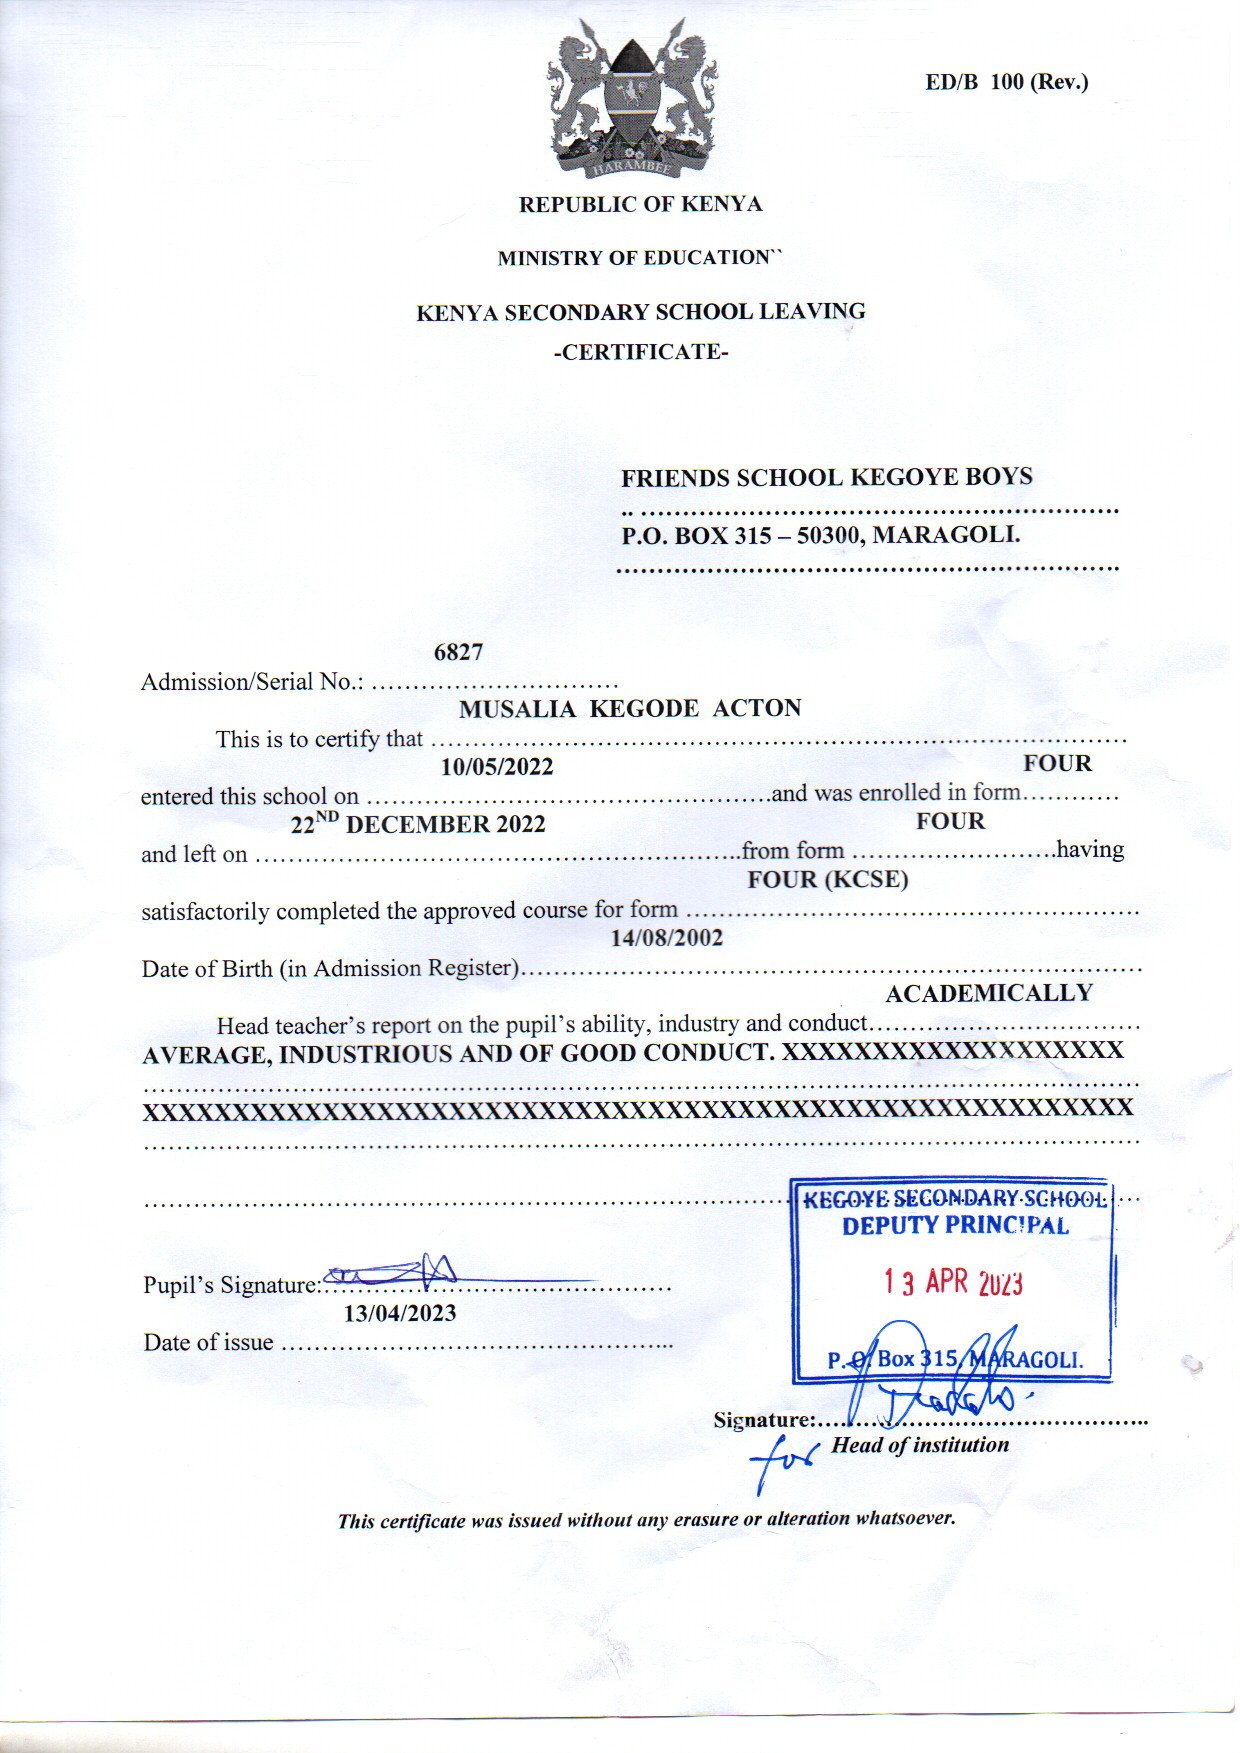 HARAMBEE
ED/B 100 (Rev.)
REPUBLIC OF KENYA
MINISTRY OF EDUCATION``
KENYA SECONDARY SCHOOL LEAVING
-CERTIFICATE-
FRIENDS SCHOOL KEGOYE BOYS
P.O. BOX 315 – 50300, MARAGOLI.
6827
Admission/Serial No.: ..............................
MUSALIA KEGODE ACTON
This is to certify that ..............................
10/05/2022 FOUR
entered this school on ..............................and was enrolled in form............
22ND DECEMBER 2022 FOUR
and left on ..............................from form ..............................having
FOUR (KCSE)
satisfactorily completed the approved course for form ..............................
14/08/2002
Date of Birth (in Admission Register)..............................
ACADEMICALLY
Head teacher's report on the pupil's ability, industry and conduct..............................
AVERAGE, INDUSTRIOUS AND OF GOOD CONDUCT. XXXXXXXXXXXXXXXXXXX
XXXXXXXXXXXXXXXXXXXXXXXXXXXXXXXXXXXXXXXXXXXXXXXXXXXXXXX
KEGOYE SECONDARY SCHOOL
DEPUTY PRINCIPAL
13 APR 2023
P. O. Box 315, MARAGOLI.
Pupil's Signature:..............................
13/04/2023
Date of issue ..............................
Signature:..............................
for Head of institution
This certificate was issued without any erasure or alteration whatsoever.